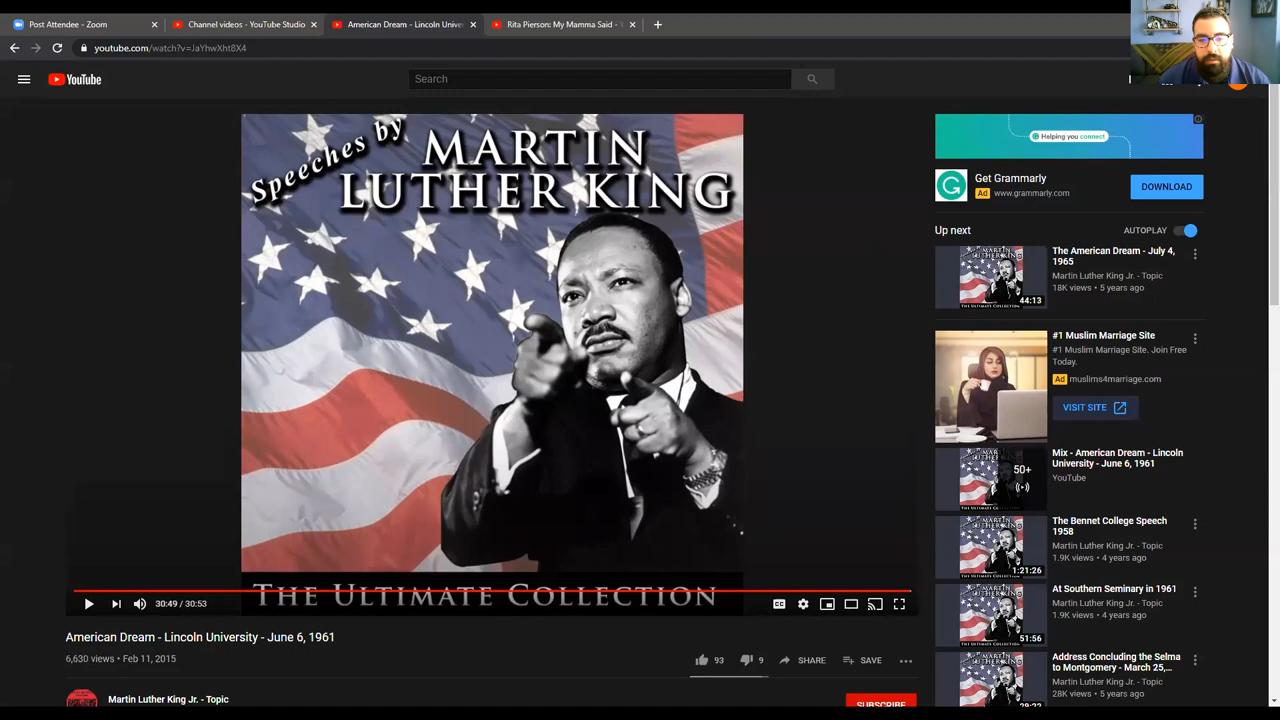 Post Attendee - Zoom
Channel videos - YouTube Studio
American Dream - Lincoln Univer
Rita Pierson: My Mamma Said -
youtube.com/watch?v=JaYhwXht8X4
YouTube
Search
Speeches by
MARTIN
LUTHER KING
THE ULTIMATE COLLECTION
30:49 / 30:53
CC
American Dream - Lincoln University - June 6, 1961
6,630 views • Feb 11, 2015
93
9
SHARE
SAVE
Martin Luther King Jr. - Topic
SUBSCRIBE
Helping you connect
Get Grammarly
Ad www.grammarly.com
DOWNLOAD
Up next
AUTOPLAY
The American Dream - July 4,
1965
Martin Luther King Jr. - Topic
18K views • 5 years ago
44:13
#1 Muslim Marriage Site
#1 Muslim Marriage Site. Join Free
Today.
Ad muslims4marriage.com
VISIT SITE
50+
Mix - American Dream - Lincoln
University - June 6, 1961
YouTube
The Bennet College Speech
1958
Martin Luther King Jr. - Topic
1.9K views • 4 years ago
1:21:26
At Southern Seminary in 1961
Martin Luther King Jr. - Topic
1.9K views • 4 years ago
51:56
Address Concluding the Selma
to Montgomery - March 25,...
Martin Luther King Jr. - Topic
28K views • 5 years ago
29:22